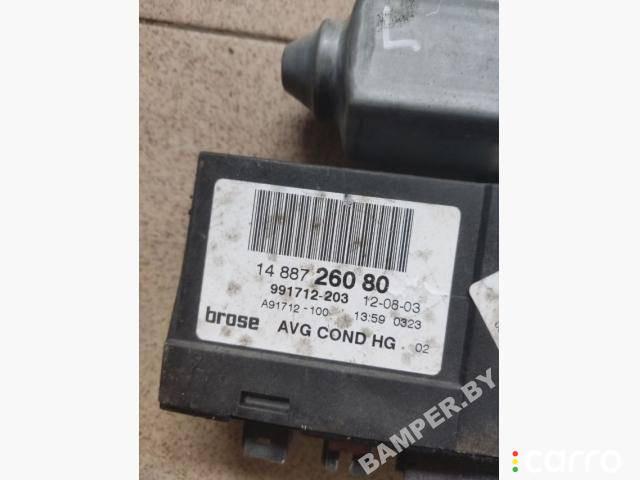 L
14 887 260 80
991712-203 12-08-03
A91712-100 13:59 0323
brose AVG COND HG . 02
BAMPER.BY
carro